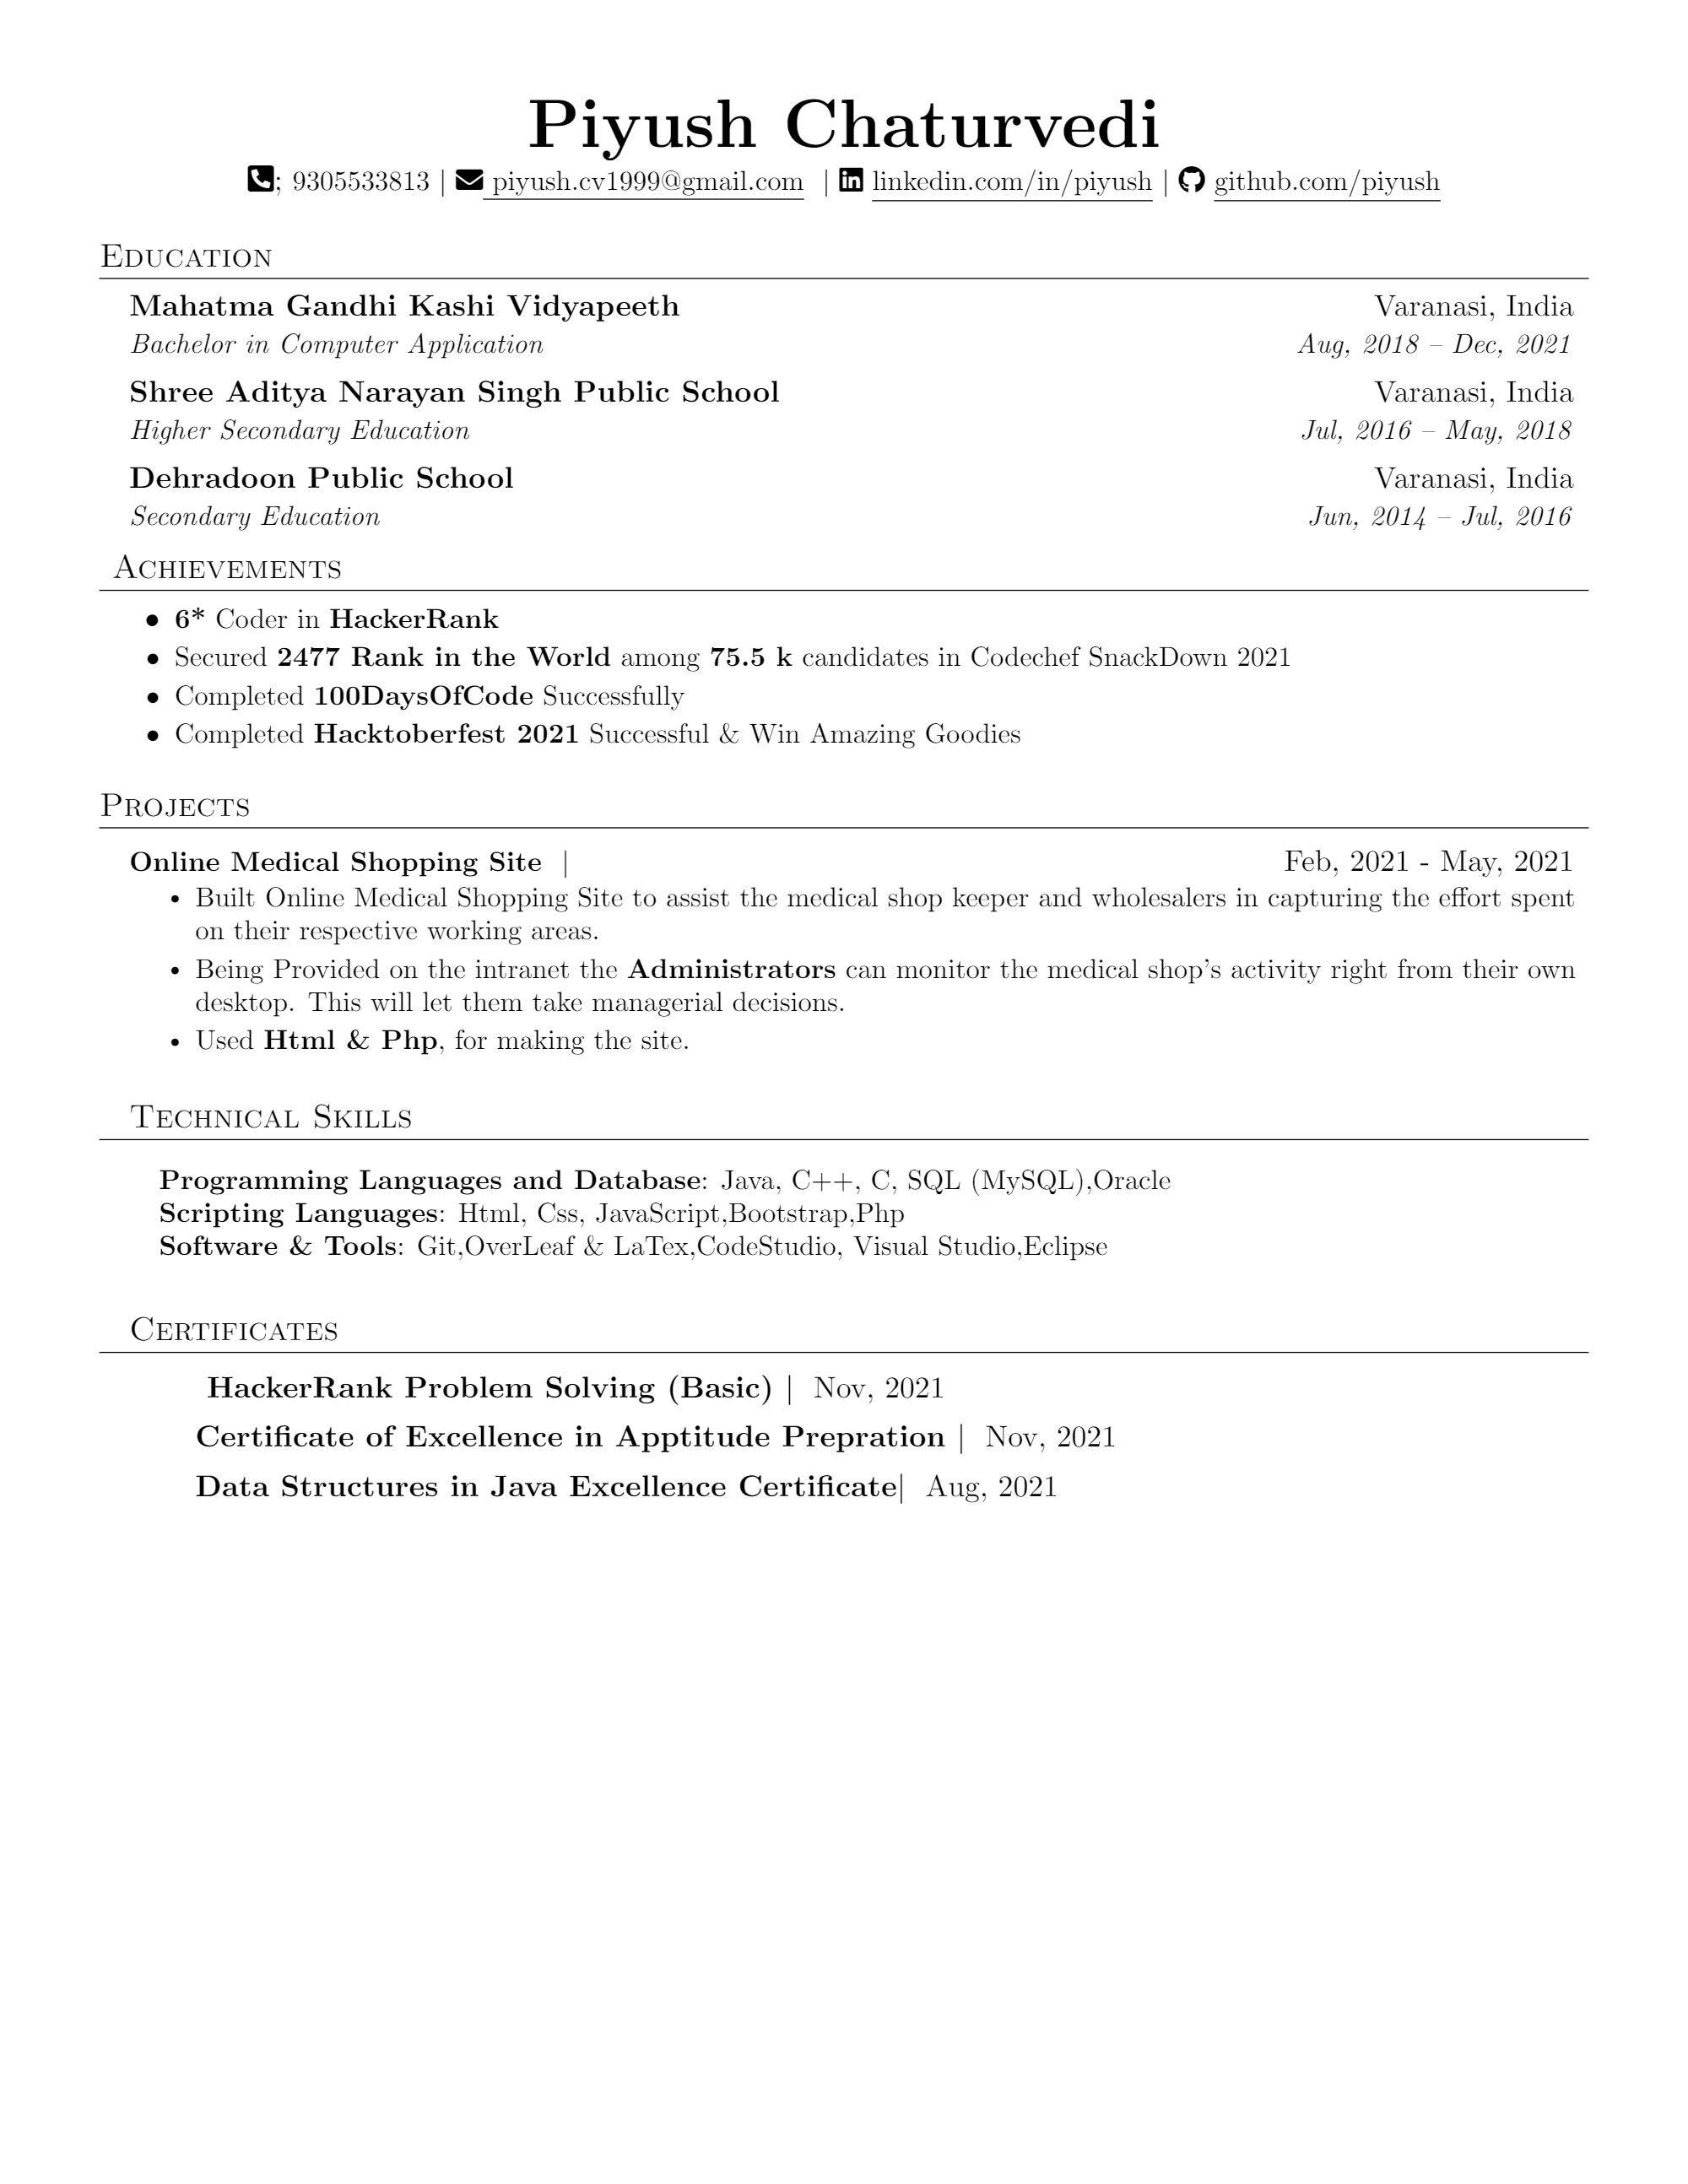 Piyush Chaturvedi
; 9305533813 | piyush.cv1999@gmail.com | linkedin.com/in/piyush | github.com/piyush
Education
Mahatma Gandhi Kashi Vidyapeeth Varanasi, India
Bachelor in Computer Application Aug, 2018 – Dec, 2021
Shree Aditya Narayan Singh Public School Varanasi, India
Higher Secondary Education Jul, 2016 – May, 2018
Dehradoon Public School Varanasi, India
Secondary Education Jun, 2014 – Jul, 2016
Achievements
• 6* Coder in HackerRank
• Secured 2477 Rank in the World among 75.5 k candidates in Codechef SnackDown 2021
• Completed 100DaysOfCode Successfully
• Completed Hacktoberfest 2021 Successful & Win Amazing Goodies
Projects
Online Medical Shopping Site | Feb, 2021 - May, 2021
• Built Online Medical Shopping Site to assist the medical shop keeper and wholesalers in capturing the effort spent
on their respective working areas.
• Being Provided on the intranet the Administrators can monitor the medical shop's activity right from their own
desktop. This will let them take managerial decisions.
• Used Html & Php, for making the site.
Technical Skills
Programming Languages and Database: Java, C++, C, SQL (MySQL),Oracle
Scripting Languages: Html, Css, JavaScript,Bootstrap,Php
Software & Tools: Git,OverLeaf & LaTex,CodeStudio, Visual Studio,Eclipse
Certificates
HackerRank Problem Solving (Basic) | Nov, 2021
Certificate of Excellence in Apptitude Prepration | Nov, 2021
Data Structures in Java Excellence Certificate| Aug, 2021